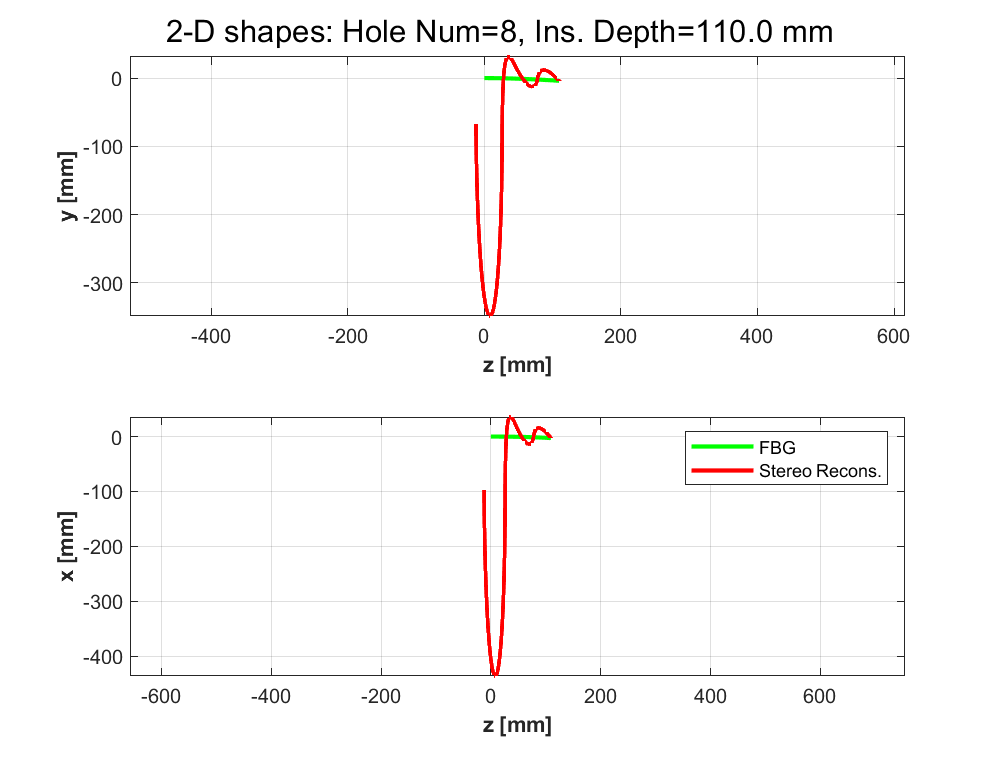 2-D shapes: Hole Num=8, Ins. Depth=110.0 mm
0
-100
-200
-300
y [mm]
-400 -200 0 200 400 600
z [mm]
0
-100
-200
-300
-400
x [mm]
FBG
Stereo Recons.
-600 -400 -200 0 200 400 600
z [mm]